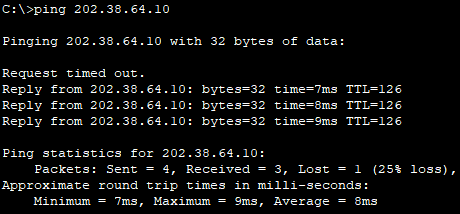 C:\>ping 202.38.64.10
Pinging 202.38.64.10 with 32 bytes of data:
Request timed out.
Reply from 202.38.64.10: bytes=32 time=7ms TTL=126
Reply from 202.38.64.10: bytes=32 time=8ms TTL=126
Reply from 202.38.64.10: bytes=32 time=9ms TTL=126
Ping statistics for 202.38.64.10:
    Packets: Sent = 4, Received = 3, Lost = 1 (25% loss),
Approximate round trip times in milli-seconds:
    Minimum = 7ms, Maximum = 9ms, Average = 8ms